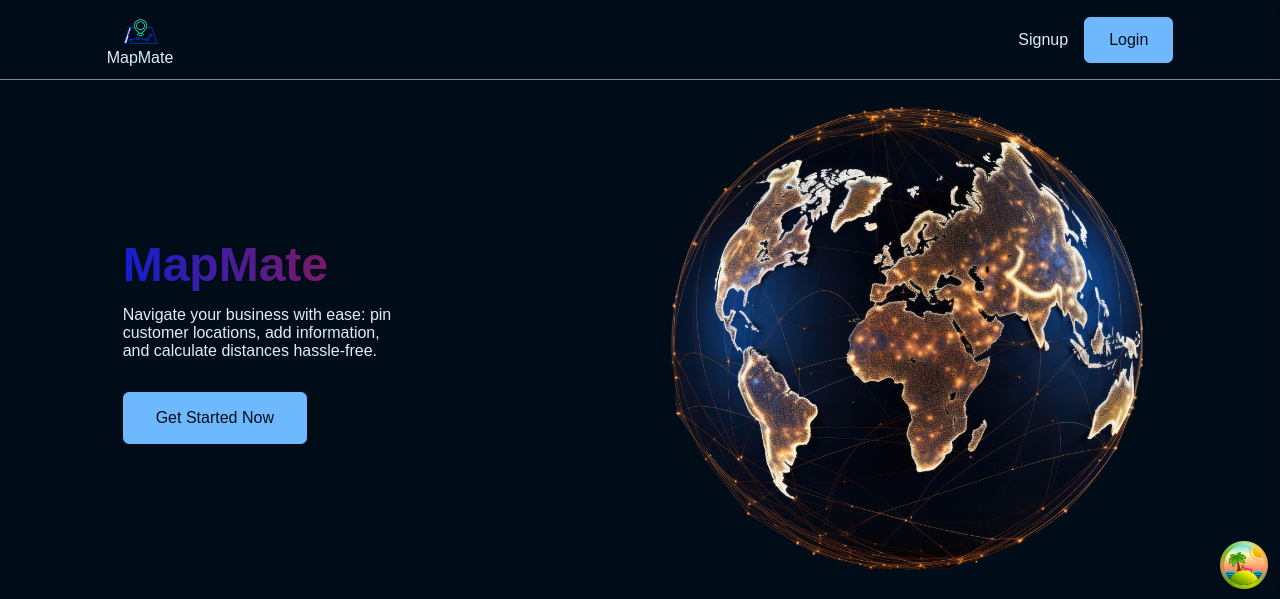 MapMate
Signup
Login
MapMate
Navigate your business with ease: pin
customer locations, add information,
and calculate distances hassle-free.
Get Started Now